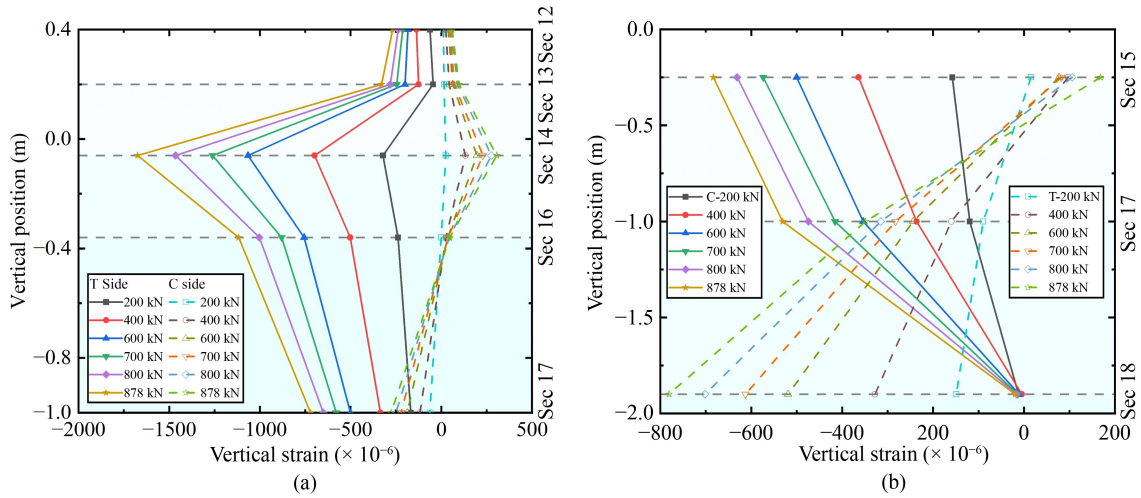 0.4
0.0
−0.4
−0.8
−1.0
−2000
−1500
−1000
−500
0
500
Vertical position (m)
Vertical strain (× 10⁻⁶)
Sec 12
Sec 13
Sec 14
Sec 16
Sec 17
T Side C side
200 kN 200 kN
400 kN 400 kN
600 kN 600 kN
700 kN 700 kN
800 kN 800 kN
878 kN 878 kN
(a)
0.0
−0.5
−1.0
−1.5
−2.0
−800
−600
−400
200
0
200
Vertical position (m)
Vertical strain (× 10⁻⁶)
Sec 15
Sec 17
Sec 18
C-200 kN
400 kN
600 kN
700 kN
800 kN
878 kN
T-200 kN
400 kN
600 kN
700 kN
800 kN
878 kN
(b)